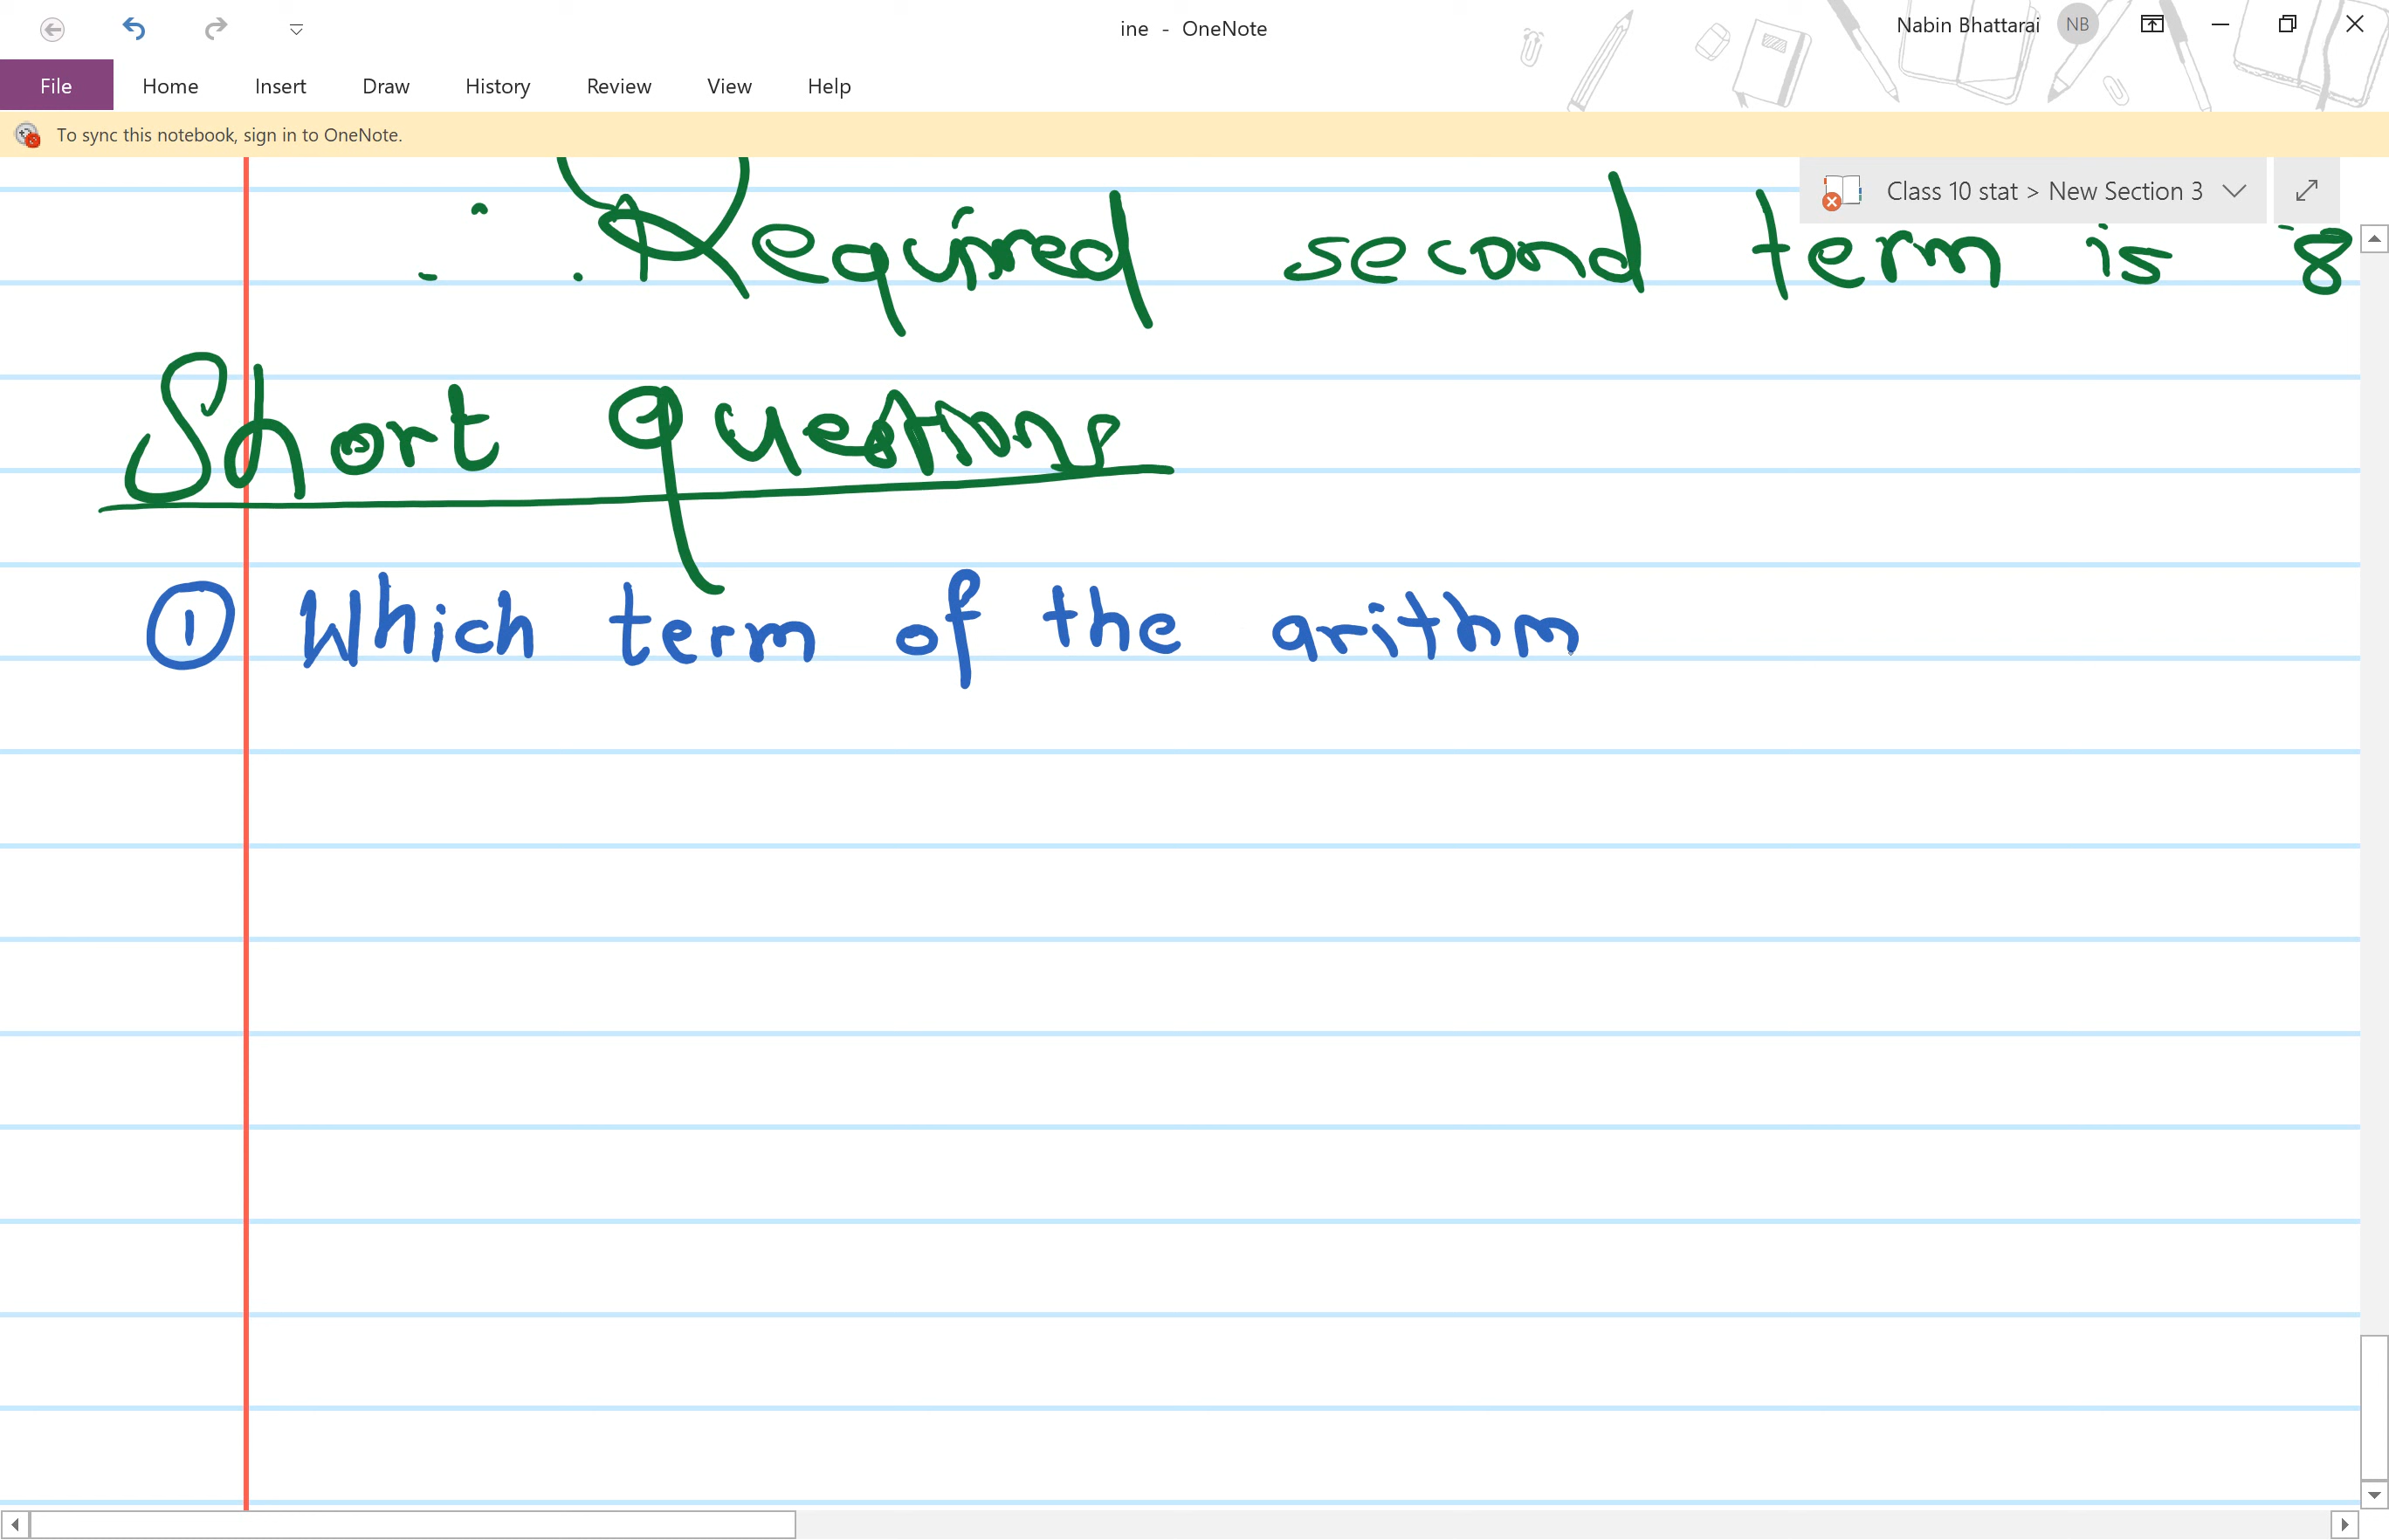 ine - OneNote
Nabin Bhattarai NB
File Home Insert Draw History Review View Help
To sync this notebook, sign in to OneNote.
Class 10 stat > New Section 3
∴ Required second term is 8
Short questions
① Which term of the arithm